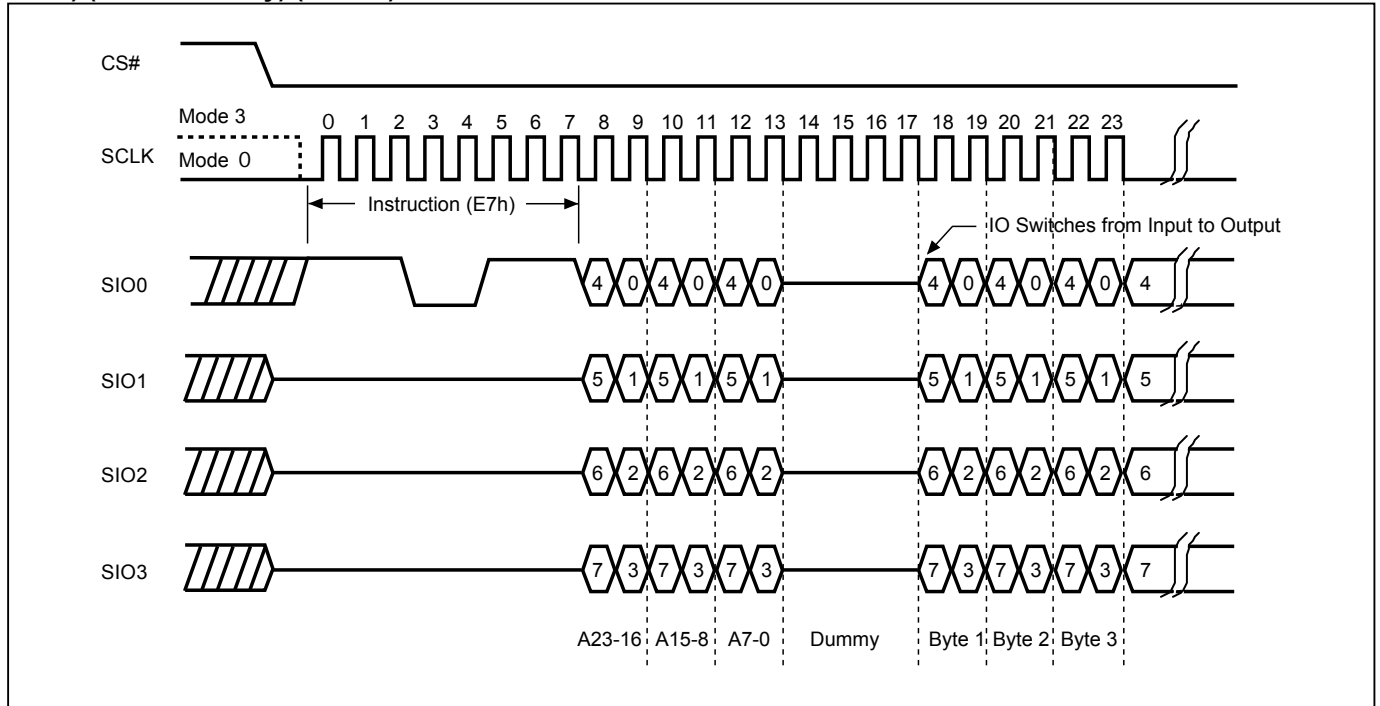 CS#
Mode 3
0 1 2 3 4 5 6 7 8 9 10 11 12 13 14 15 16 17 18 19 20 21 22 23
SCLK
Mode 0
Instruction (E7h)
IO Switches from Input to Output
SIO0
4 0 4 0 4 0 4 0 4 0 4 0 4
SIO1
5 1 5 1 5 1 5 1 5 1 5 1 5
SIO2
6 2 6 2 6 2 6 2 6 2 6 2 6
SIO3
7 3 7 3 7 3 7 3 7 3 7 3 7
A23-16 A15-8 A7-0 Dummy Byte 1 Byte 2 Byte 3